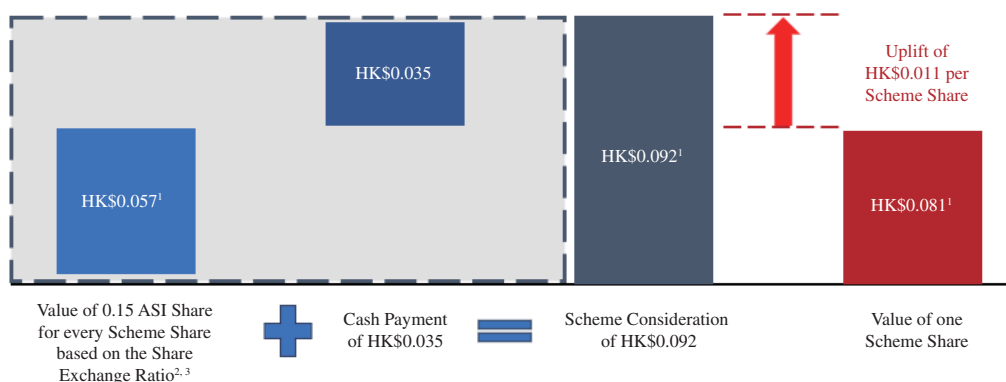 HK$0.057¹
HK$0.035
HK$0.092¹
Uplift of
HK$0.011 per
Scheme Share
HK$0.081¹
Value of 0.15 ASI Share
for every Scheme Share
based on the Share
Exchange Ratio²,³
Cash Payment
of HK$0.035
Scheme Consideration
of HK$0.092
Value of one
Scheme Share